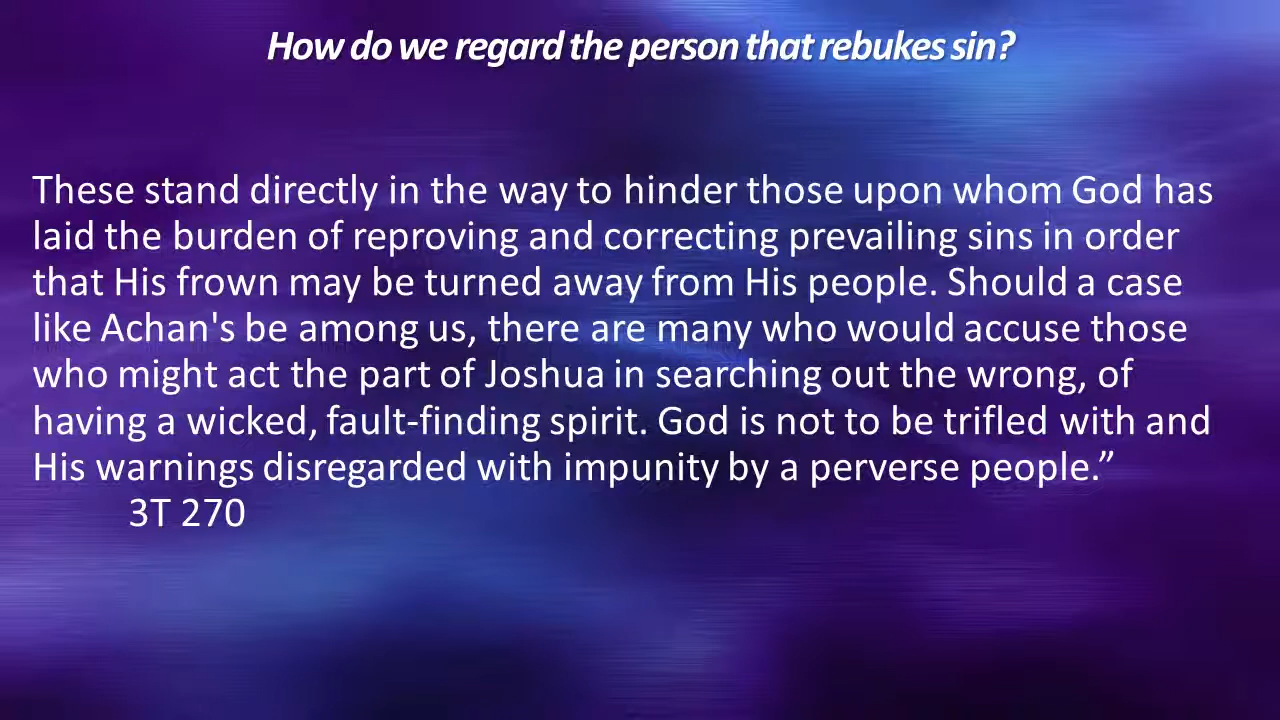 How do we regard the person that rebukes sin?
These stand directly in the way to hinder those upon whom God has
laid the burden of reproving and correcting prevailing sins in order
that His frown may be turned away from His people. Should a case
like Achan's be among us, there are many who would accuse those
who might act the part of Joshua in searching out the wrong, of
having a wicked, fault-finding spirit. God is not to be trifled with and
His warnings disregarded with impunity by a perverse people.”
3T 270